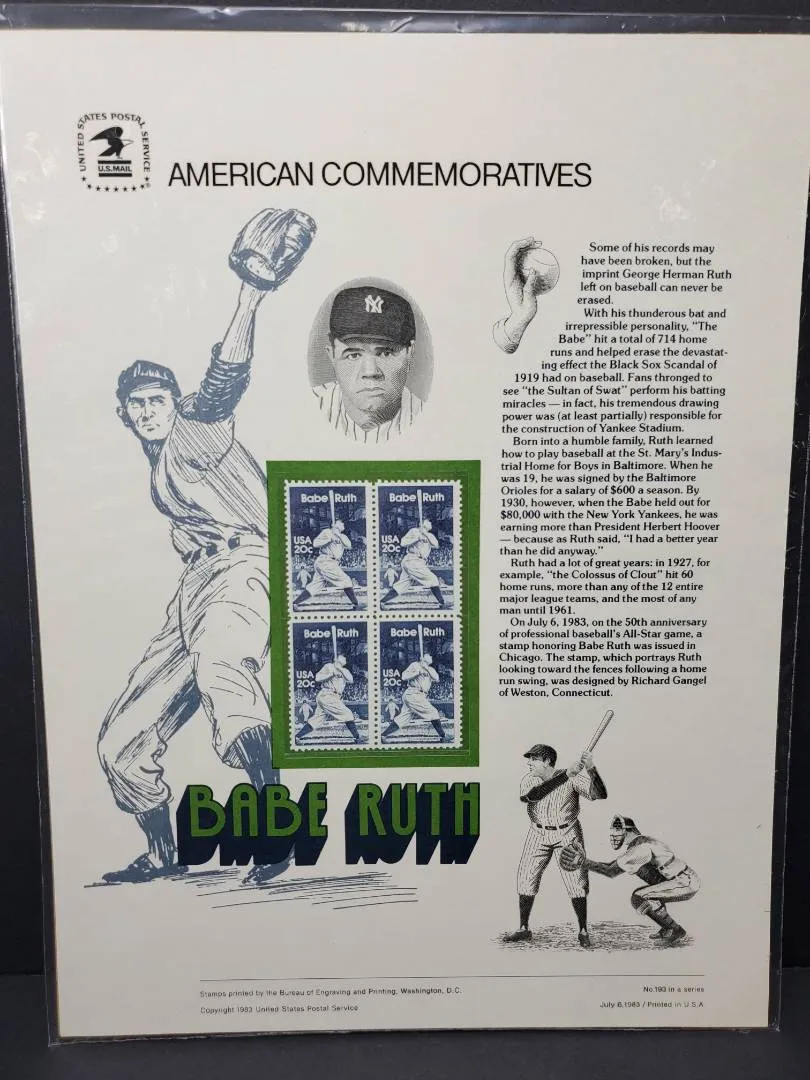 UNITED STATES POSTAL SERVICE
U.S.MAIL
AMERICAN COMMEMORATIVES
NY
Some of his records may
have been broken, but the
imprint George Herman Ruth
left on baseball can never be
erased.
With his thunderous bat and
irrepressible personality, "The
Babe" hit a total of 714 home
runs and helped erase the devastat-
ing effect the Black Sox Scandal of
1919 had on baseball. Fans thronged to
see "the Sultan of Swat" perform his batting
miracles — in fact, his tremendous drawing
power was (at least partially) responsible for
the construction of Yankee Stadium.
Born into a humble family, Ruth learned
how to play baseball at the St. Mary's Indus-
trial Home for Boys in Baltimore. When he
was 19, he was signed by the Baltimore
Orioles for a salary of $600 a season. By
1930, however, when the Babe held out for
$80,000 with the New York Yankees, he was
earning more than President Herbert Hoover
— because as Ruth said, "I had a better year
than he did anyway."
Ruth had a lot of great years: in 1927, for
example, "the Colossus of Clout" hit 60
home runs, more than any of the 12 entire
major league teams, and the most of any
man until 1961.
On July 6, 1983, on the 50th anniversary
of professional baseball's All-Star game, a
stamp honoring Babe Ruth was issued in
Chicago. The stamp, which portrays Ruth
looking toward the fences following a home
run swing, was designed by Richard Gangel
of Weston, Connecticut.
Babe Ruth
USA
20c
Babe Ruth
USA
20c
Babe Ruth
USA
20c
Babe Ruth
USA
20c
BABE RUTH
Stamps printed by the Bureau of Engraving and Printing, Washington, D.C.
Copyright 1983 United States Postal Service
No.193 in a series
July 6,1983 / Printed in U.S.A.